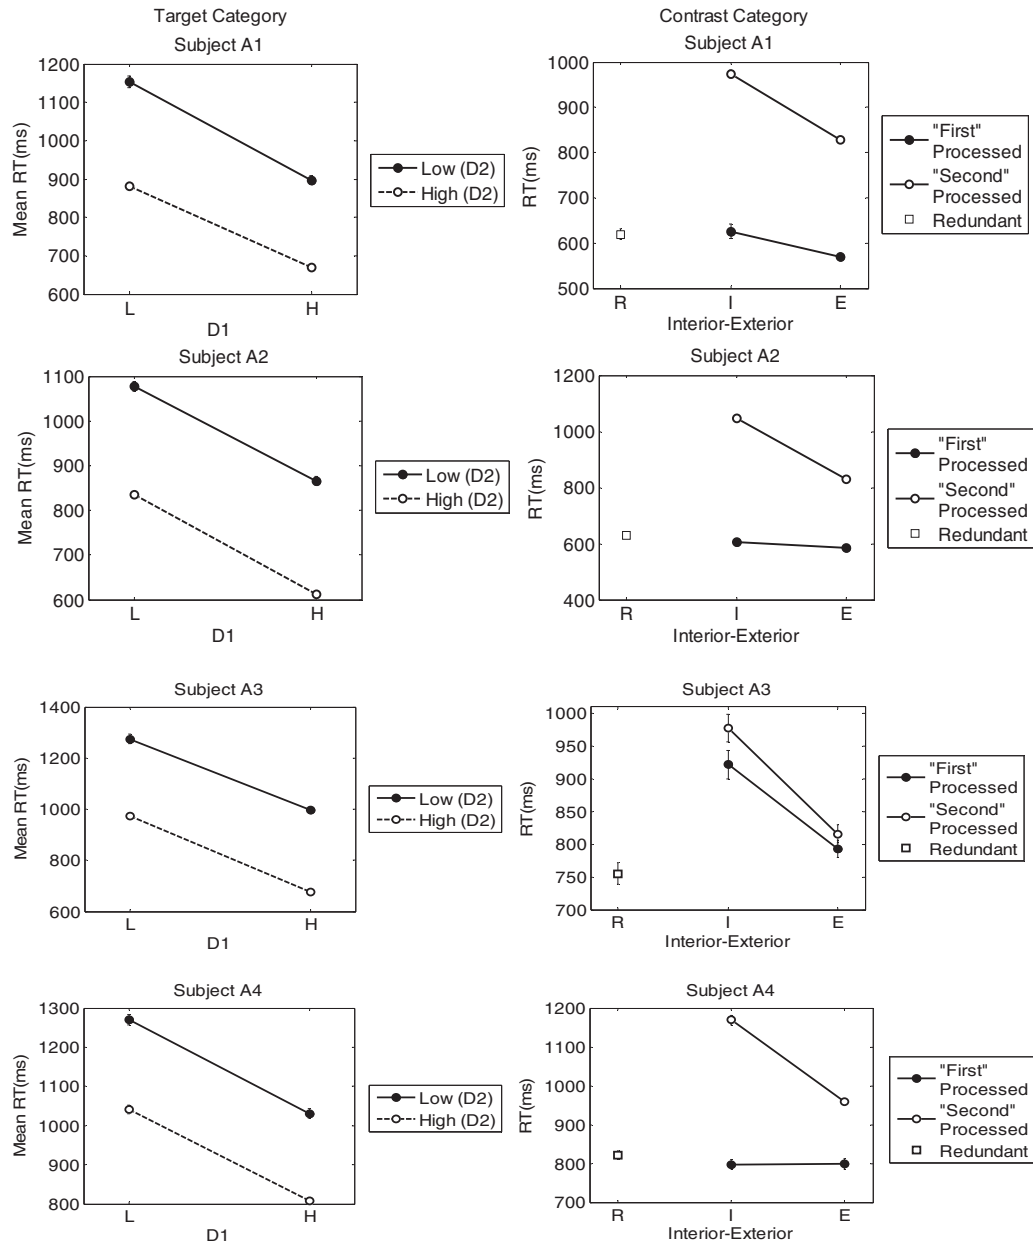 Target Category
Contrast Category
Subject A1
1200
1100
1000
900
800
700
600
Mean RT(ms)
L
H
D1
Low (D2)
High (D2)
Subject A1
1000
900
800
700
600
500
RT(ms)
R
I
E
Interior-Exterior
"First"
Processed
"Second"
Processed
Redundant
Subject A2
1100
1000
900
800
700
600
Mean RT(ms)
L
H
D1
Low (D2)
High (D2)
Subject A2
1200
1000
800
600
400
RT(ms)
R
I
E
Interior-Exterior
"First"
Processed
"Second"
Processed
Redundant
Subject A3
1400
1200
1000
800
600
Mean RT(ms)
L
H
D1
Low (D2)
High (D2)
Subject A3
1000
950
900
850
800
750
700
RT(ms)
R
I
E
Interior-Exterior
"First"
Processed
"Second"
Processed
Redundant
Subject A4
1300
1200
1100
1000
900
800
Mean RT(ms)
L
H
D1
Low (D2)
High (D2)
Subject A4
1200
1100
1000
900
800
700
RT(ms)
R
I
E
Interior-Exterior
"First"
Processed
"Second"
Processed
Redundant